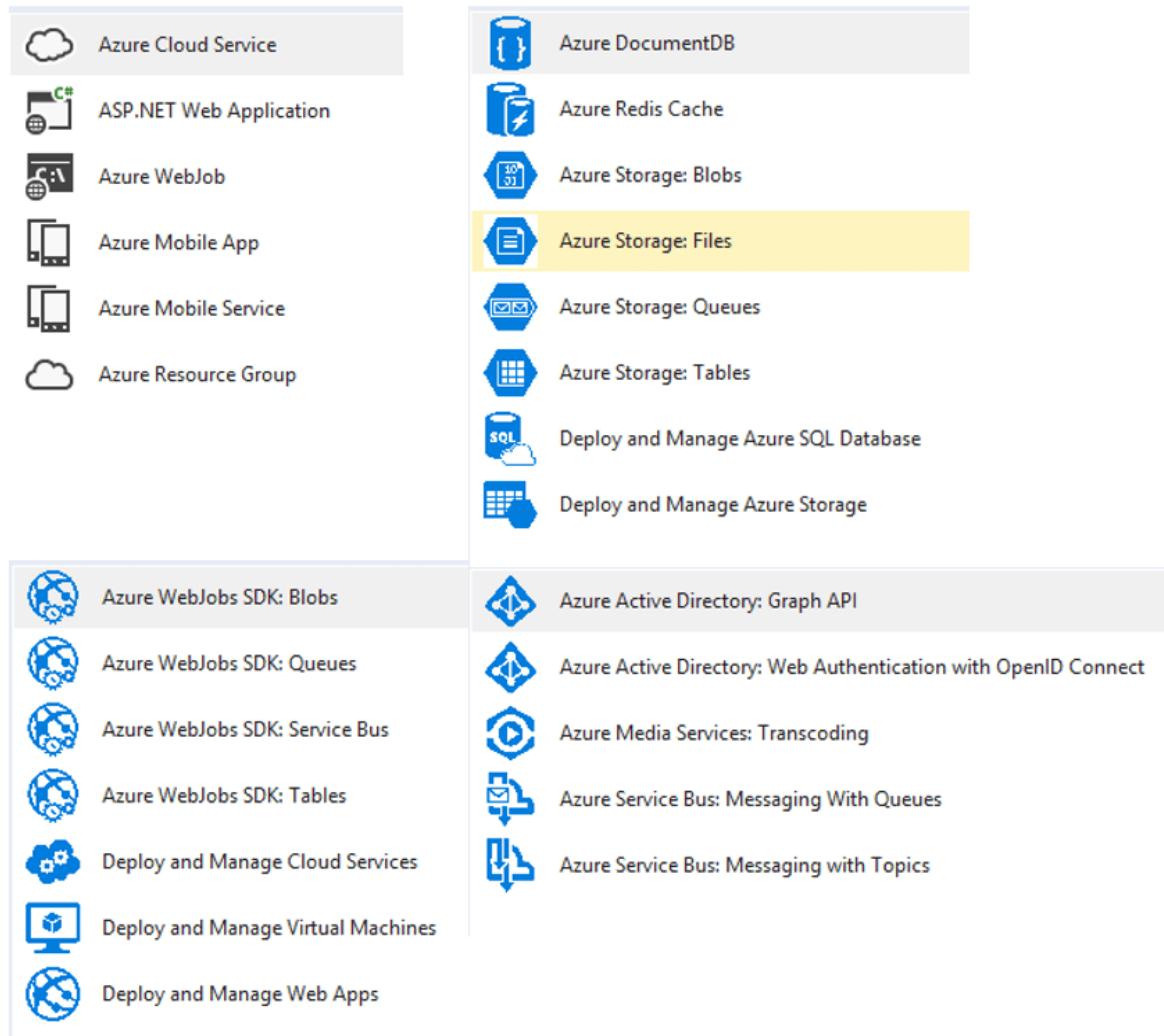 Azure Cloud Service
C#
ASP.NET Web Application
C:\
Azure WebJob
Azure Mobile App
Azure Mobile Service
Azure Resource Group
{ }
Azure DocumentDB
Azure Redis Cache
10
01
Azure Storage: Blobs
Azure Storage: Files
Azure Storage: Queues
Azure Storage: Tables
SQL
Deploy and Manage Azure SQL Database
Deploy and Manage Azure Storage
Azure WebJobs SDK: Blobs
Azure WebJobs SDK: Queues
Azure WebJobs SDK: Service Bus
Azure WebJobs SDK: Tables
Deploy and Manage Cloud Services
Deploy and Manage Virtual Machines
Deploy and Manage Web Apps
Azure Active Directory: Graph API
Azure Active Directory: Web Authentication with OpenID Connect
Azure Media Services: Transcoding
Azure Service Bus: Messaging With Queues
Azure Service Bus: Messaging with Topics